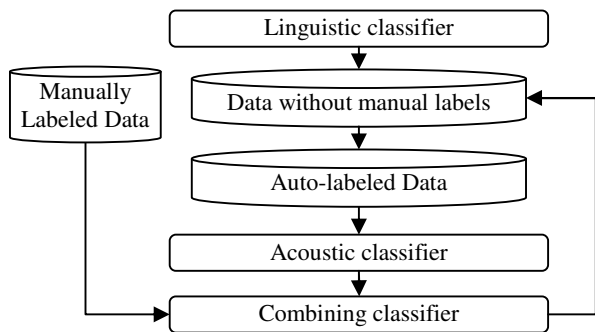 Linguistic classifier
Manually
Labeled Data
Data without manual labels
Auto-labeled Data
Acoustic classifier
Combining classifier